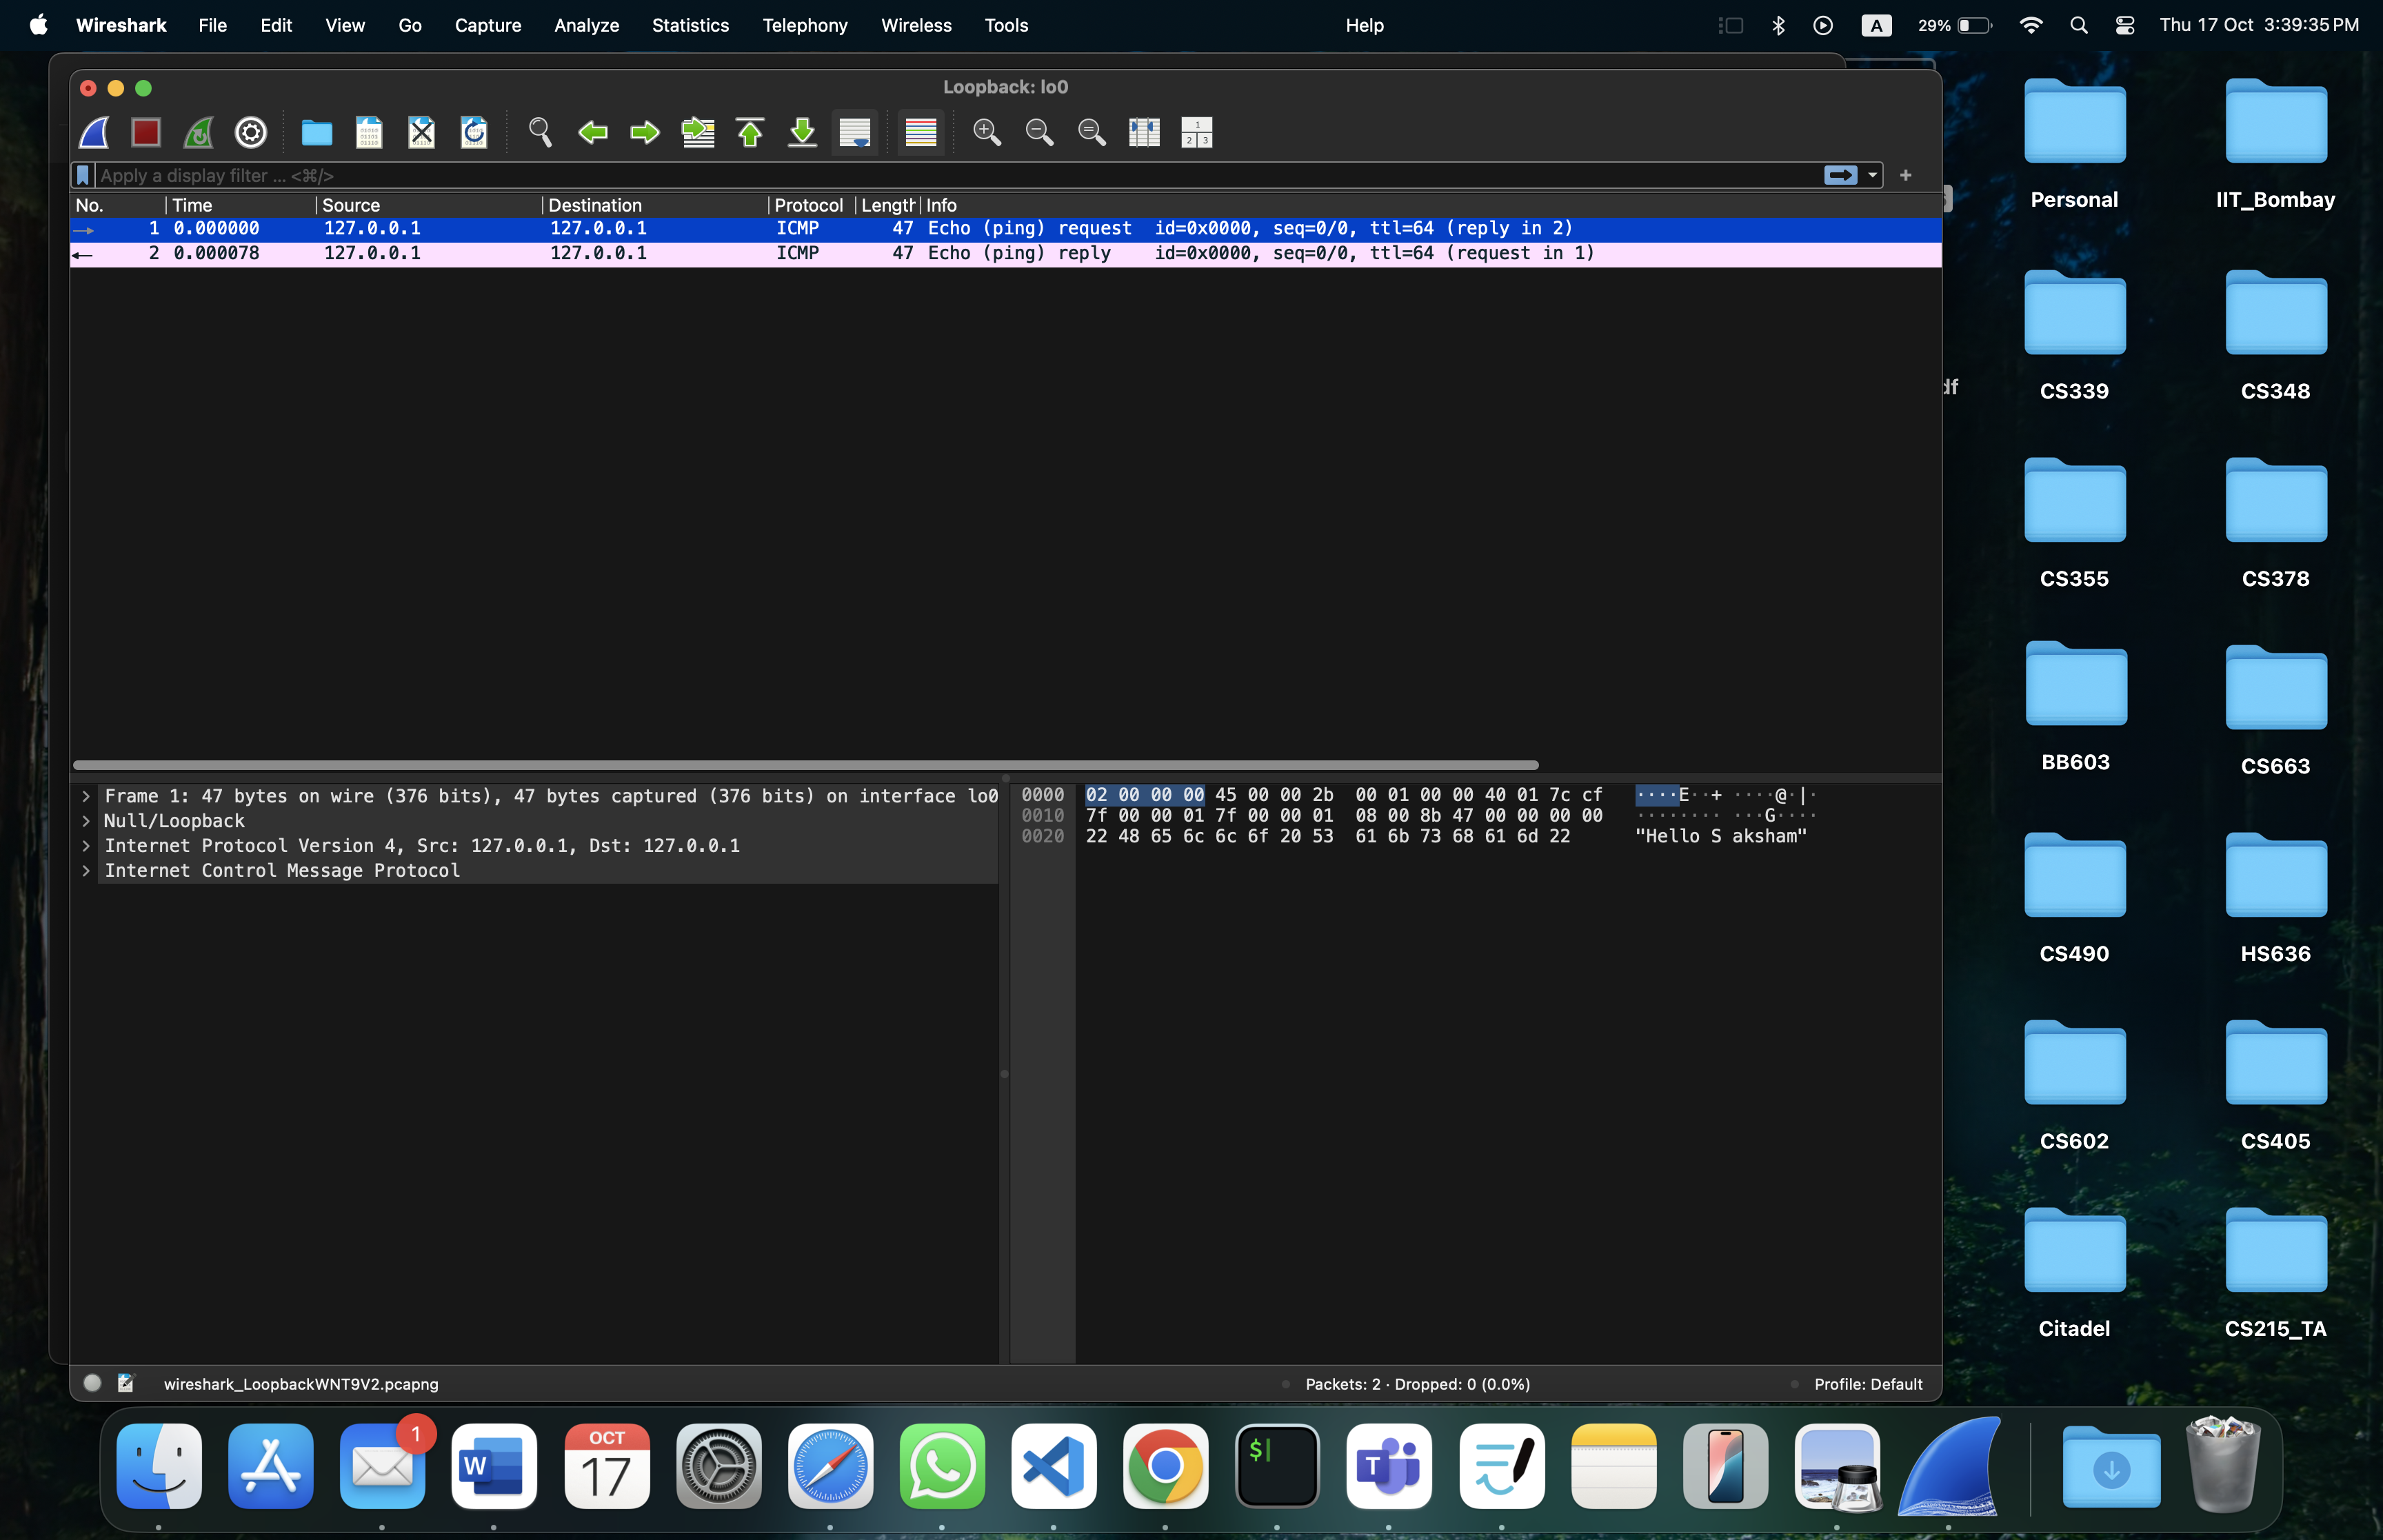 Wireshark File Edit View Go Capture Analyze Statistics Telephony Wireless Tools Help A 29% Thu 17 Oct 3:39:35 PM
Loopback: lo0
Apply a display filter ... <⌘/>
No. Time Source Destination Protocol Length Info
1 0.000000 127.0.0.1 127.0.0.1 ICMP 47 Echo (ping) request id=0x0000, seq=0/0, ttl=64 (reply in 2)
2 0.000078 127.0.0.1 127.0.0.1 ICMP 47 Echo (ping) reply id=0x0000, seq=0/0, ttl=64 (request in 1)
Frame 1: 47 bytes on wire (376 bits), 47 bytes captured (376 bits) on interface lo0
Null/Loopback
Internet Protocol Version 4, Src: 127.0.0.1, Dst: 127.0.0.1
Internet Control Message Protocol
0000 02 00 00 00 45 00 00 2b 00 01 00 00 40 01 7c cf ····E··+ ····@·|·
0010 7f 00 00 01 7f 00 00 01 08 00 8b 47 00 00 00 00 ········ ···G····
0020 22 48 65 6c 6c 6f 20 53 61 6b 73 68 61 6d 22 "Hello S aksham"
wireshark_LoopbackWNT9V2.pcapng Packets: 2 · Dropped: 0 (0.0%) Profile: Default
Personal IIT_Bombay
df
CS339 CS348
CS355 CS378
BB603 CS663
CS490 HS636
CS602 CS405
Citadel CS215_TA
1
W
OCT
17
$
T